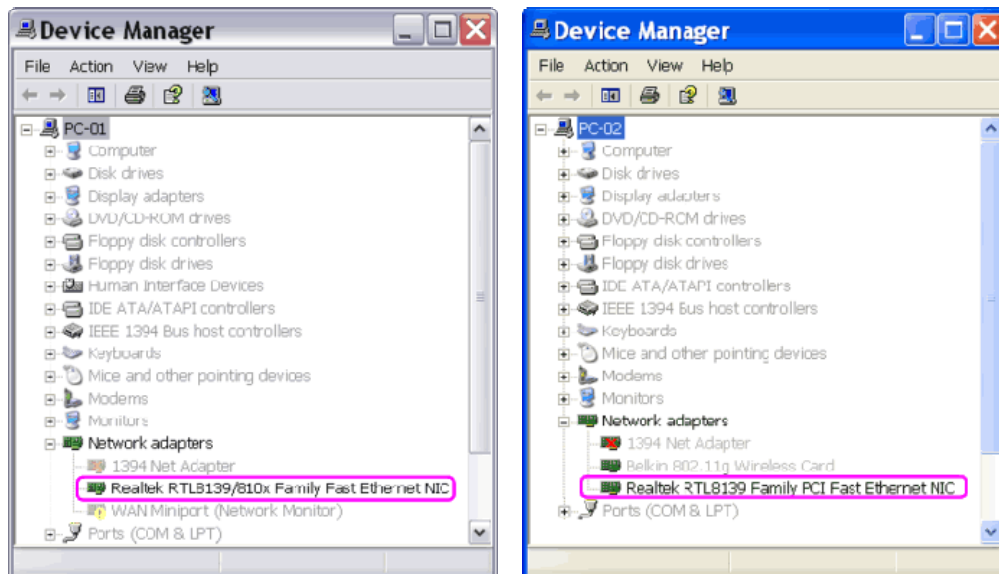 Device Manager
File Action View Help
PC-01
Computer
Disk drives
Display adapters
DVD/CD-ROM drives
Floppy disk controllers
Floppy disk drives
Human Interface Devices
IDE ATA/ATAPI controllers
IEEE 1394 Bus host controllers
Keyboards
Mice and other pointing devices
Modems
Monitors
Network adapters
1394 Net Adapter
Realtek RTL8139/810x Family Fast Ethernet NIC
WAN Miniport (Network Monitor)
Ports (COM & LPT)
Device Manager
File Action View Help
PC-02
Computer
Disk drives
Display adapters
DVD/CD-ROM drives
Floppy disk controllers
Floppy disk drives
IDE ATA/ATAPI controllers
IEEE 1394 Bus host controllers
Keyboards
Mice and other pointing devices
Modems
Monitors
Network adapters
1394 Net Adapter
Belkin 802.11g Wireless Card
Realtek RTL8139 Family PCI Fast Ethernet NIC
Ports (COM & LPT)